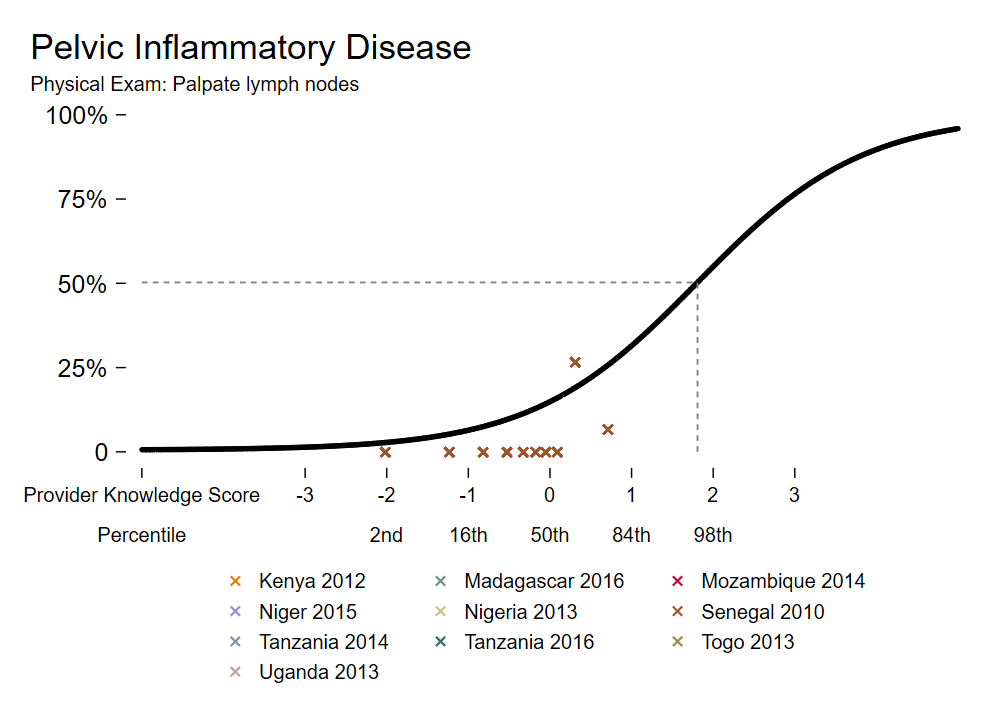 Pelvic Inflammatory Disease
Physical Exam: Palpate lymph nodes
100%
75%
50%
25%
0
Provider Knowledge Score -3 -2 -1 0 1 2 3
Percentile 2nd 16th 50th 84th 98th
Kenya 2012 Madagascar 2016 Mozambique 2014
Niger 2015 Nigeria 2013 Senegal 2010
Tanzania 2014 Tanzania 2016 Togo 2013
Uganda 2013